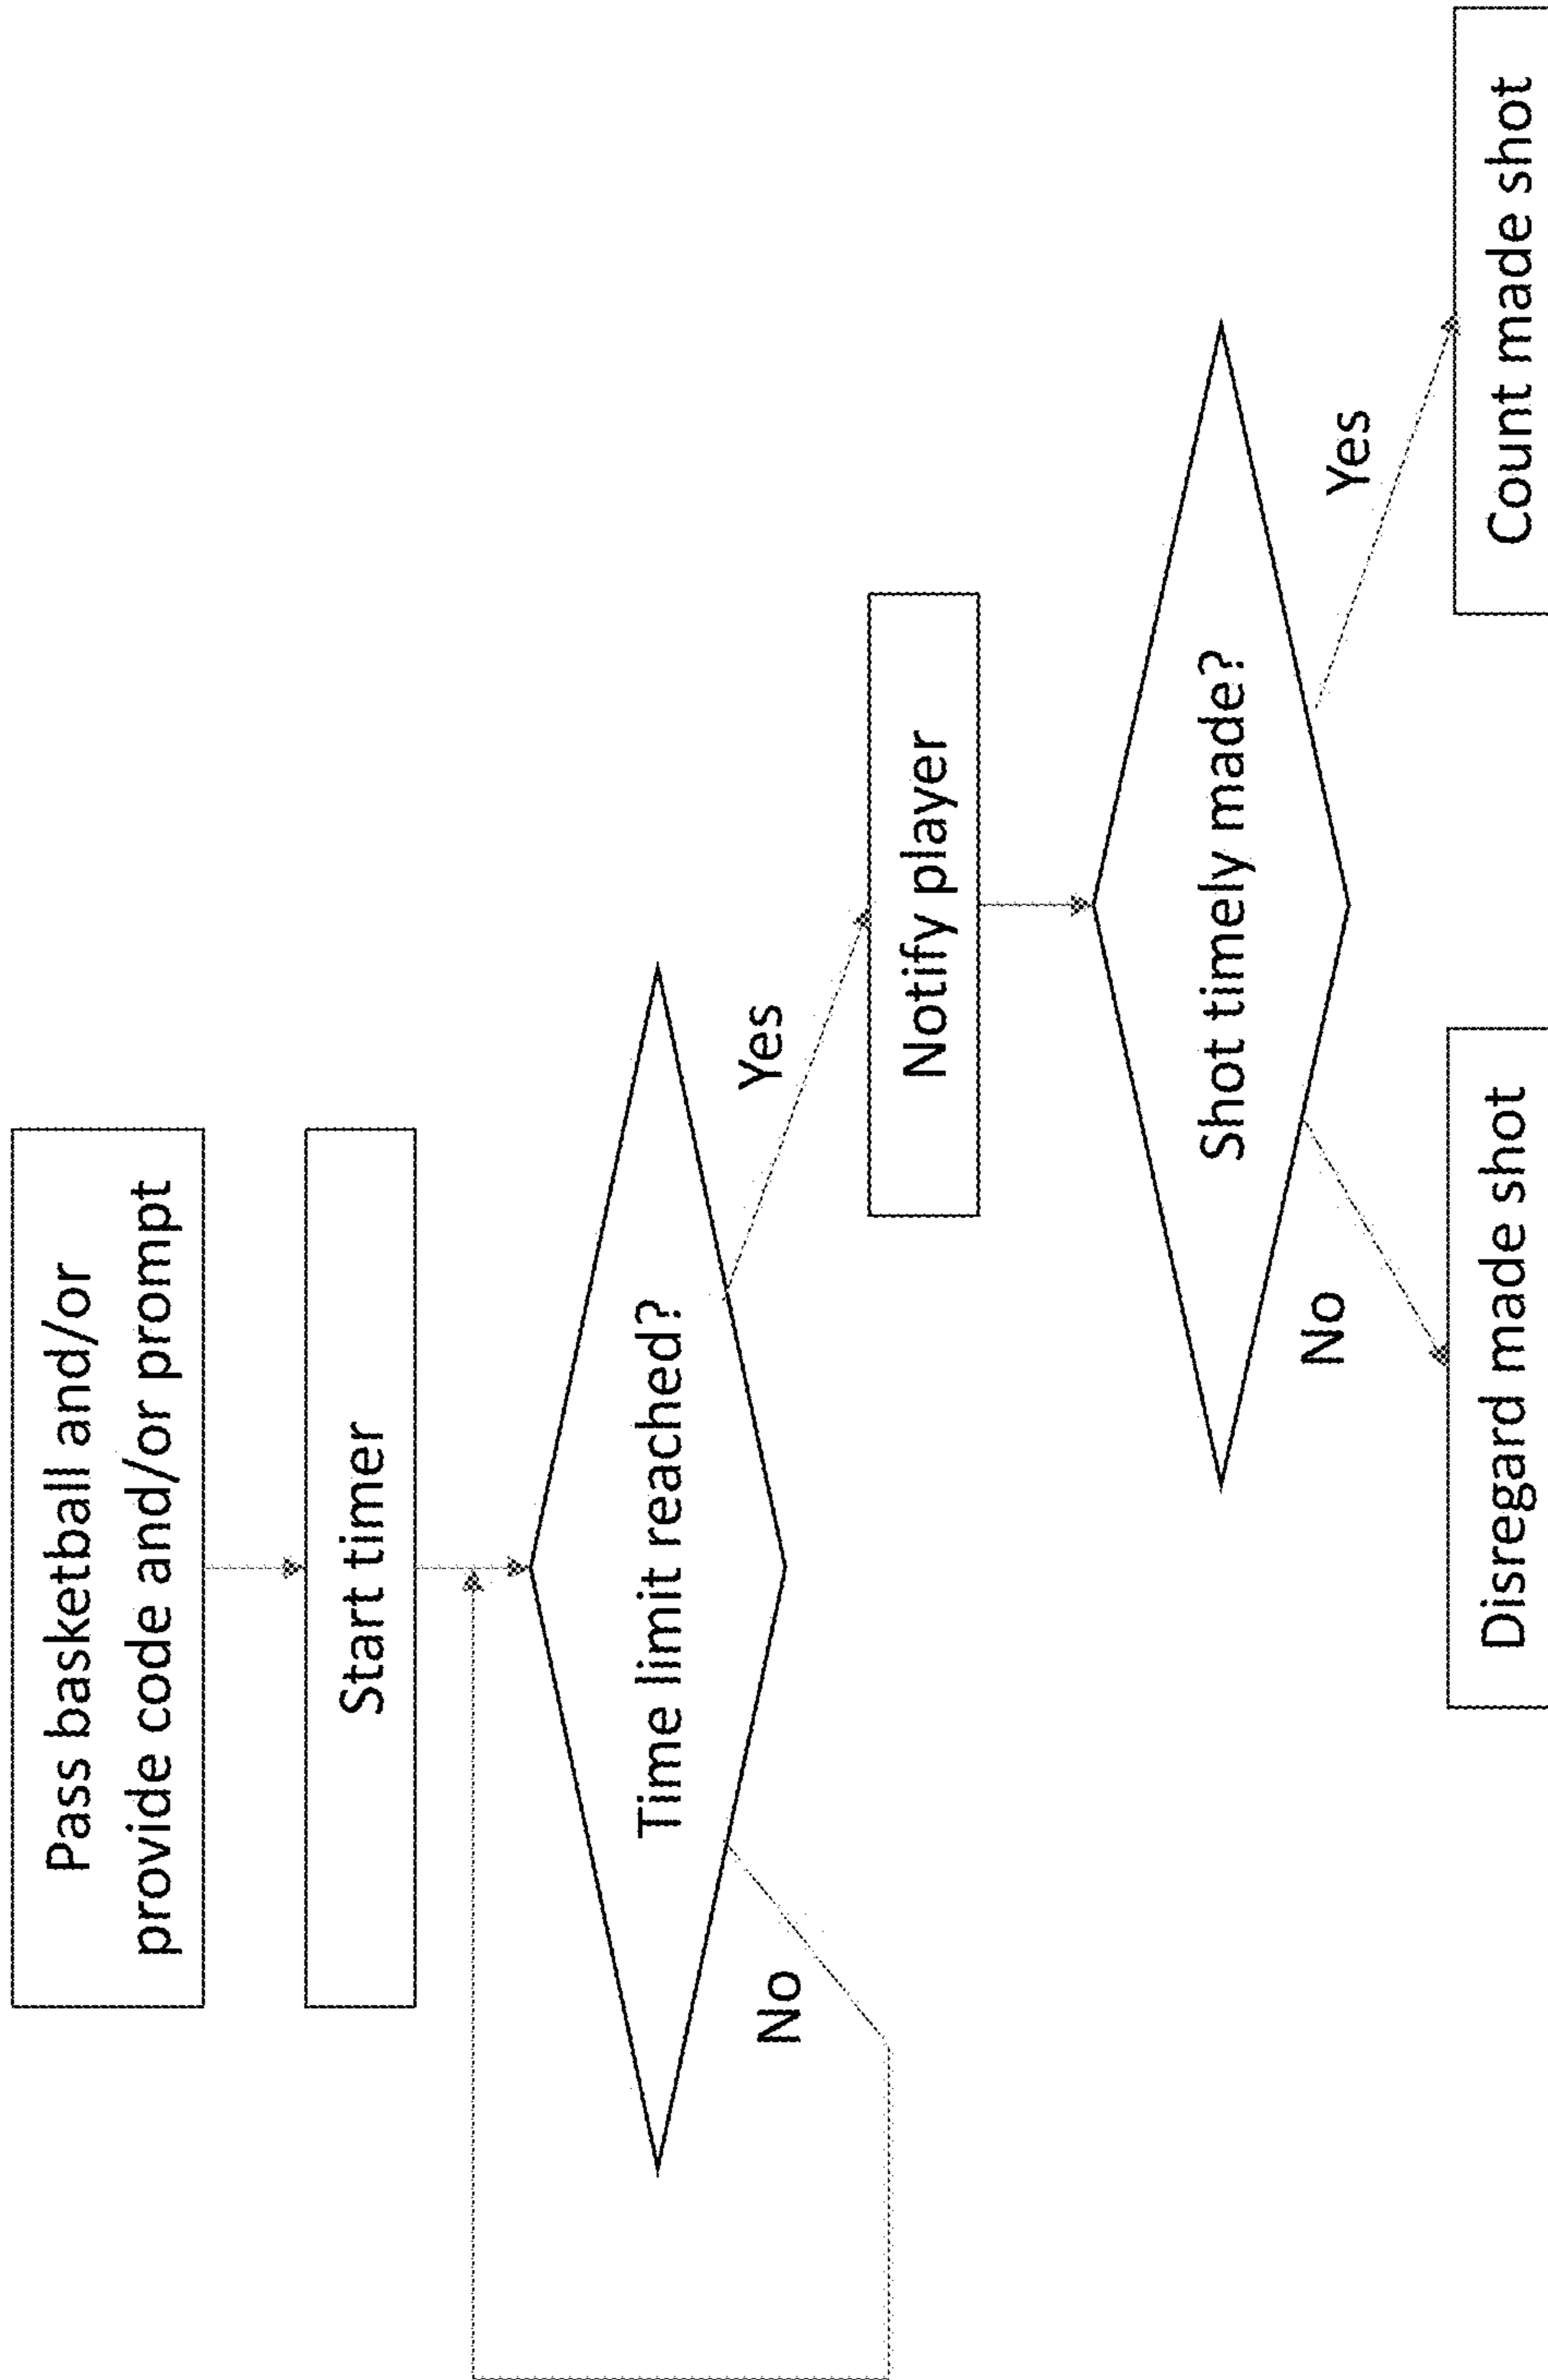 Pass basketball and/or
provide code and/or prompt
Start timer
Time limit reached?
No
Yes
Notify player
Shot timely made?
No
Yes
Disregard made shot
Count made shot